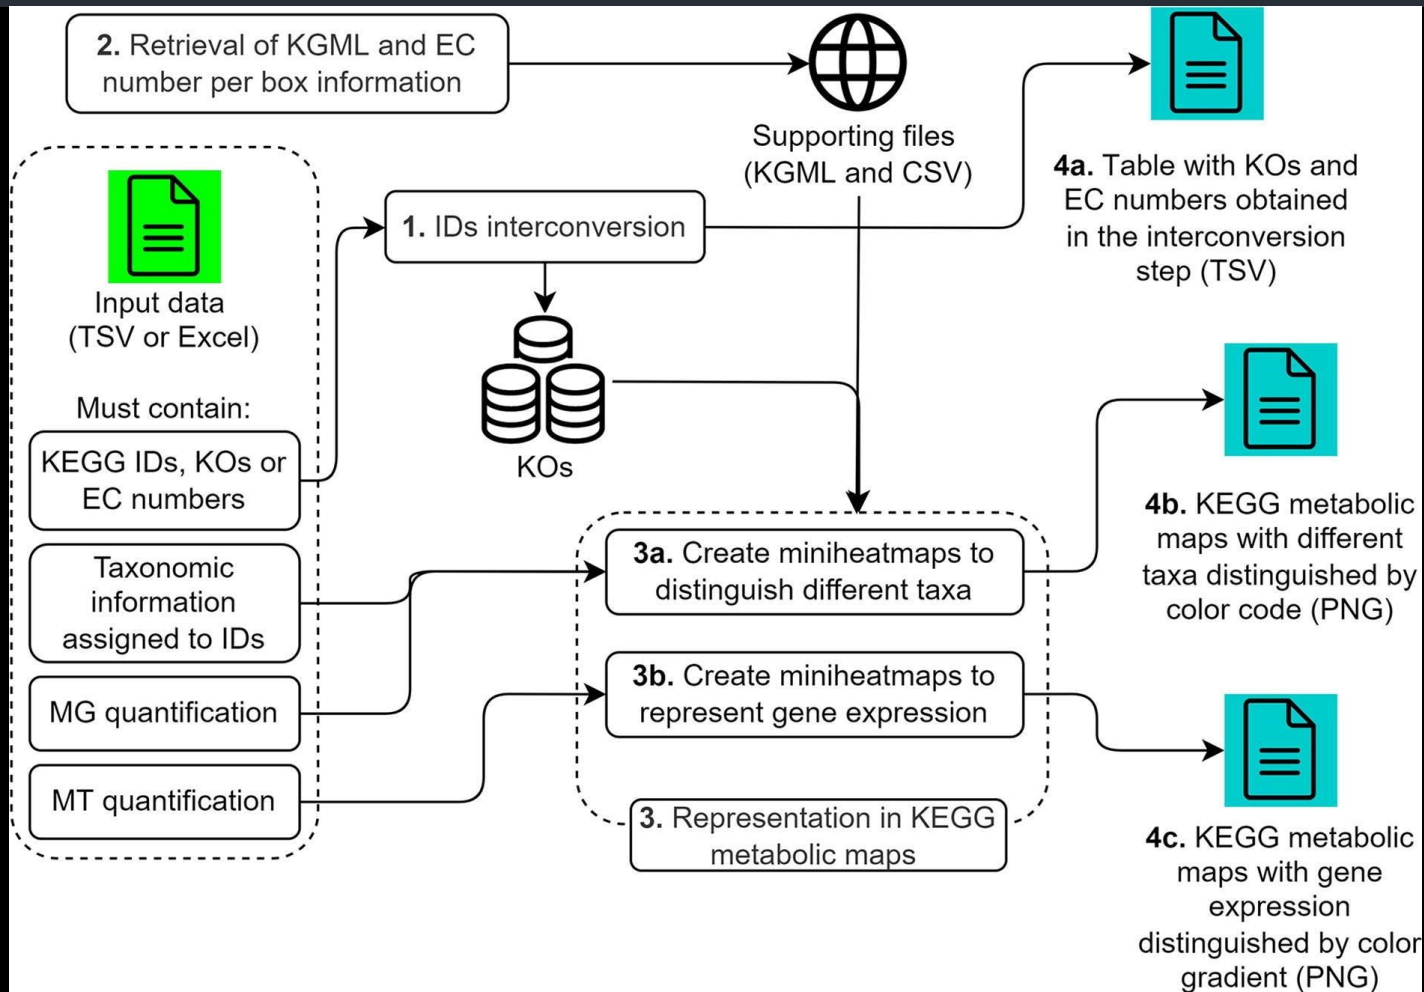 2. Retrieval of KGML and EC
number per box information
Supporting files
(KGML and CSV)
4a. Table with KOs and
EC numbers obtained
in the interconversion
step (TSV)
Input data
(TSV or Excel)
Must contain:
KEGG IDs, KOs or
EC numbers
Taxonomic
information
assigned to IDs
MG quantification
MT quantification
1. IDs interconversion
KOs
3a. Create miniheatmaps to
distinguish different taxa
3b. Create miniheatmaps to
represent gene expression
3. Representation in KEGG
metabolic maps
4b. KEGG metabolic
maps with different
taxa distinguished by
color code (PNG)
4c. KEGG metabolic
maps with gene
expression
distinguished by color
gradient (PNG)